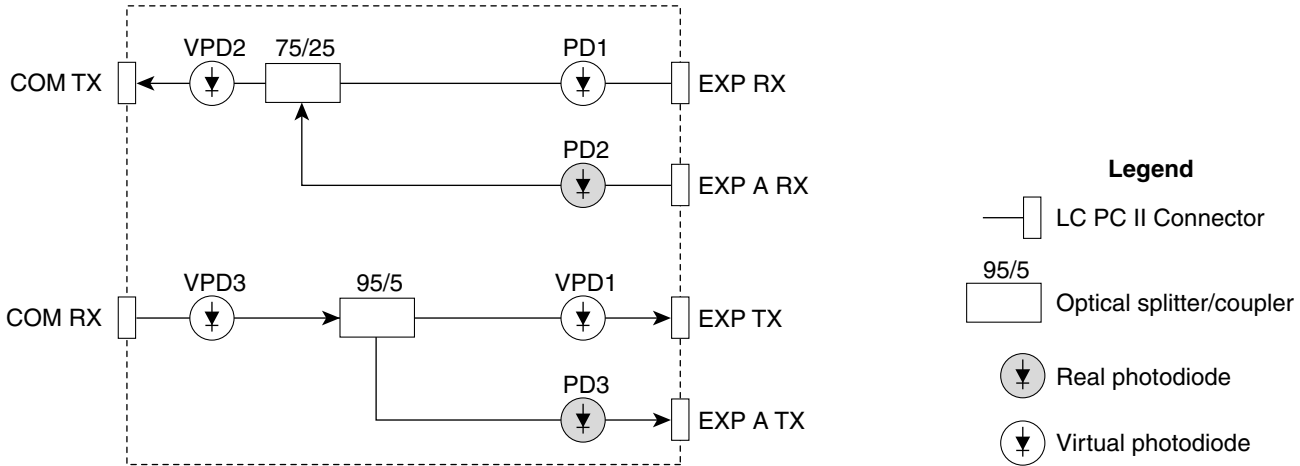 VPD2
75/25
PD1
COM TX
EXP RX
PD2
EXP A RX
VPD3
95/5
VPD1
COM RX
EXP TX
PD3
EXP A TX
Legend
LC PC II Connector
95/5
Optical splitter/coupler
Real photodiode
Virtual photodiode